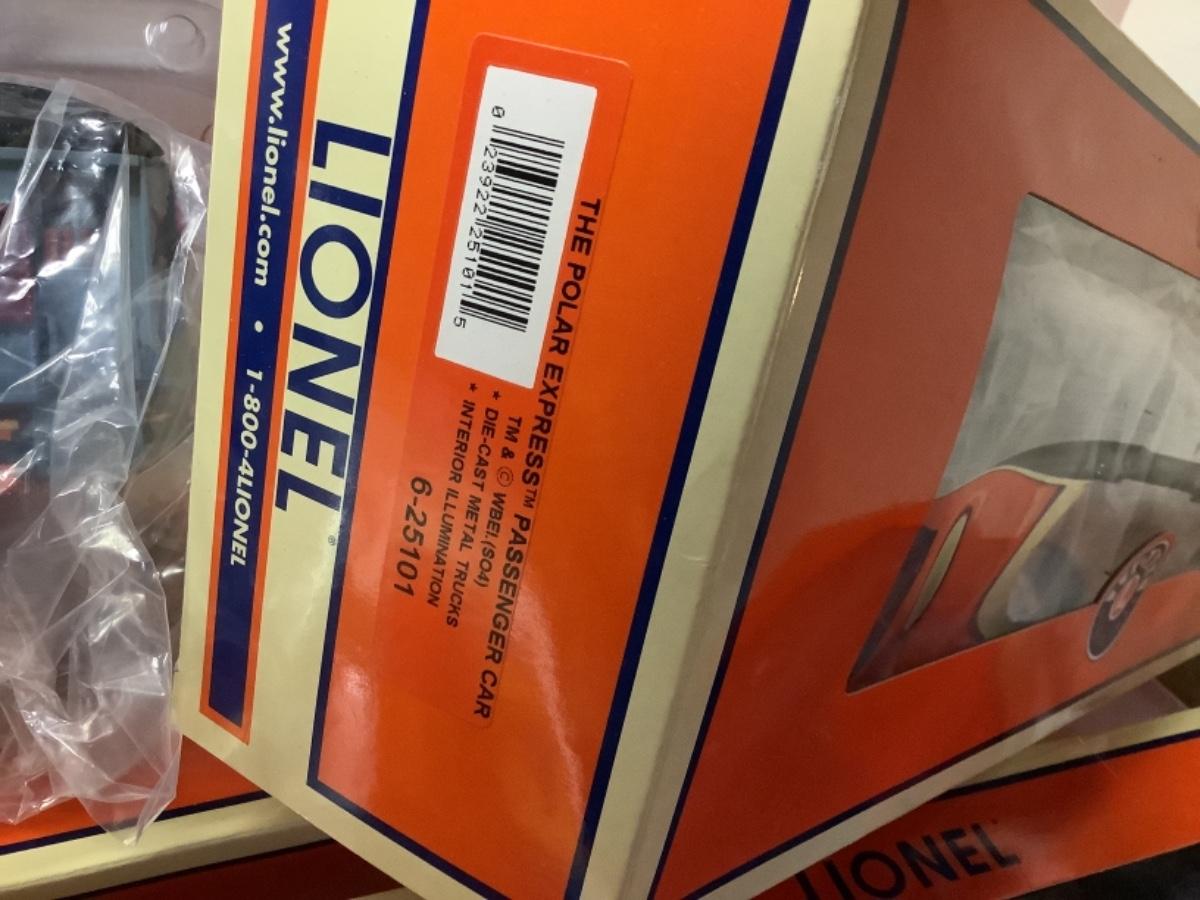 www.lionel.com • 1-800-4LIONEL
LIONEL®
0 23922 25101 5
THE POLAR EXPRESS™ PASSENGER CAR
TM & © WBEI.(S04)
* DIE-CAST METAL TRUCKS
* INTERIOR ILLUMINATION
6-25101
LIONEL